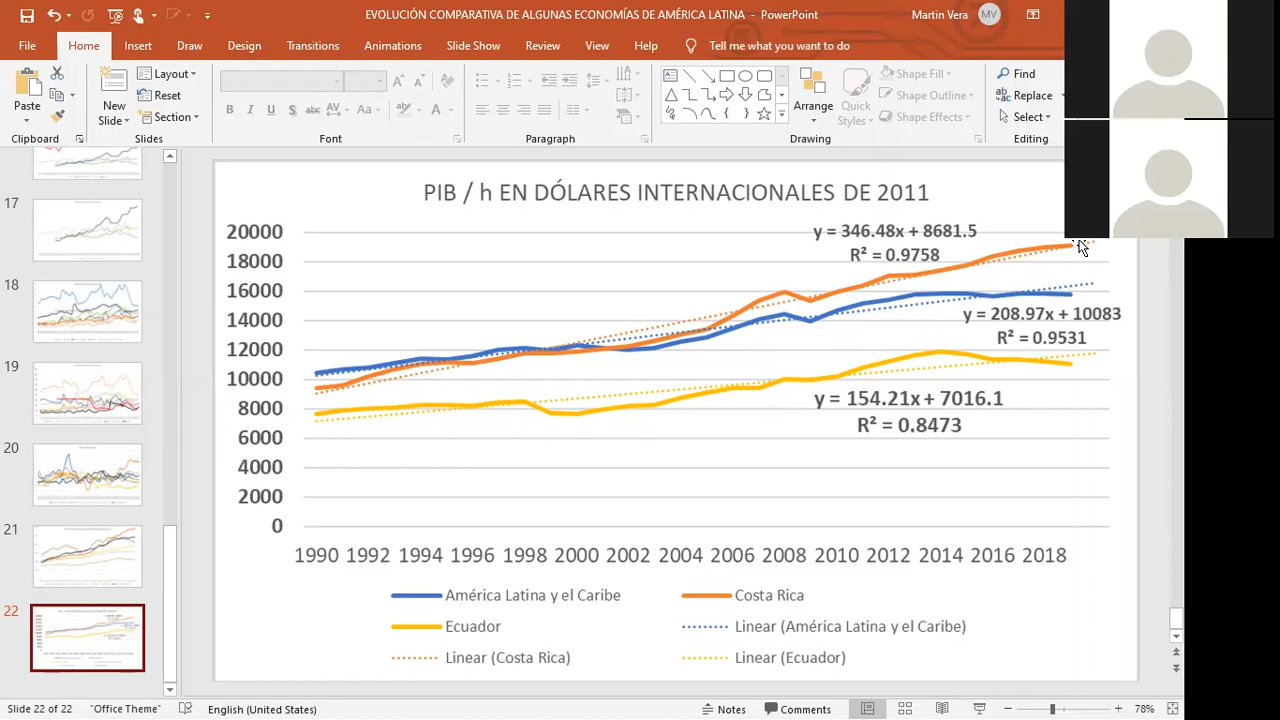 EVOLUCIÓN COMPARATIVA DE ALGUNAS ECONOMÍAS DE AMÉRICA LATINA - PowerPoint
Martin Vera MV
File Home Insert Draw Design Transitions Animations Slide Show Review View Help Tell me what you want to do
Paste
New Slide
Layout
Reset
Section
B I U S abc AV Aa A
Arrange
Quick Styles
Shape Fill
Shape Outline
Shape Effects
Find
Replace
Select
Clipboard Slides Font Paragraph Drawing Editing
17
18
19
20
21
22
PIB / h EN DÓLARES INTERNACIONALES DE 2011
20000
18000
16000
14000
12000
10000
8000
6000
4000
2000
0
y = 346.48x + 8681.5
R² = 0.9758
y = 208.97x + 10083
R² = 0.9531
y = 154.21x + 7016.1
R² = 0.8473
1990 1992 1994 1996 1998 2000 2002 2004 2006 2008 2010 2012 2014 2016 2018
América Latina y el Caribe Costa Rica
Ecuador Linear (América Latina y el Caribe)
Linear (Costa Rica) Linear (Ecuador)
Slide 22 of 22 "Office Theme" English (United States) Notes Comments 78%